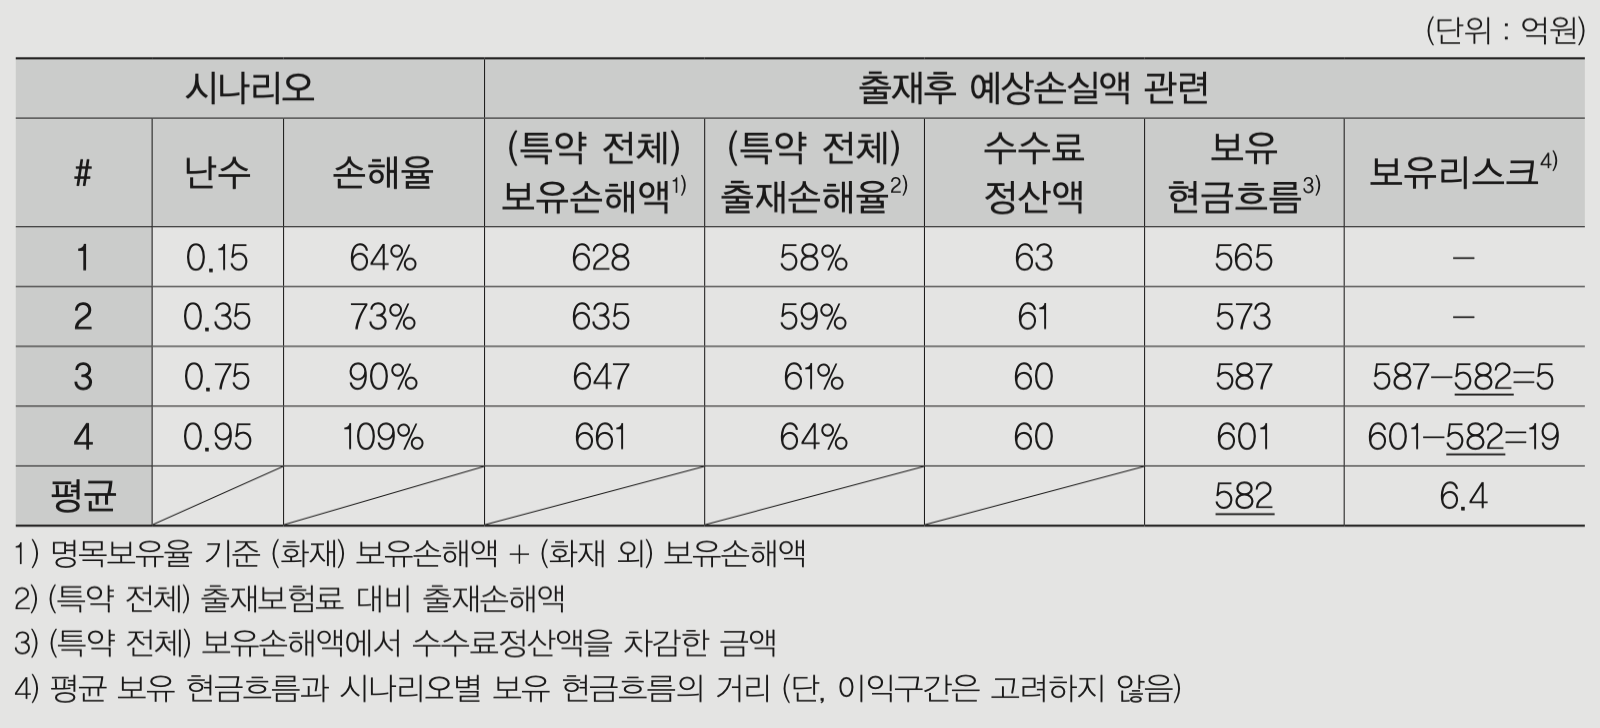 (단위 : 억원)
시나리오 출재후 예상손실액 관련
# 난수 손해율 (특약 전체) 보유손해액1) (특약 전체) 출재손해율2) 수수료 정산액 보유 현금흐름3) 보유리스크4)
1 0.15 64% 628 58% 63 565 –
2 0.35 73% 635 59% 61 573 –
3 0.75 90% 647 61% 60 587 587–582=5
4 0.95 109% 661 64% 60 601 601–582=19
평균 582 6.4
1) 명목보유율 기준 (화재) 보유손해액 + (화재 외) 보유손해액
2) (특약 전체) 출재보험료 대비 출재손해액
3) (특약 전체) 보유손해액에서 수수료정산액을 차감한 금액
4) 평균 보유 현금흐름과 시나리오별 보유 현금흐름의 거리 (단, 이익구간은 고려하지 않음)